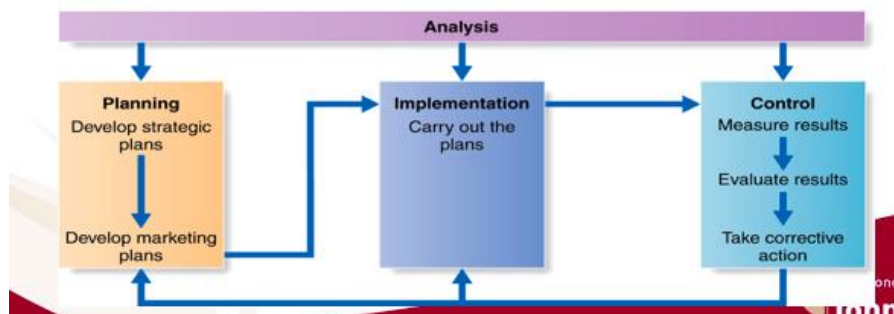 Analysis
Planning
Develop strategic
plans
Develop marketing
plans
Implementation
Carry out the
plans
Control
Measure results
Evaluate results
Take corrective
action